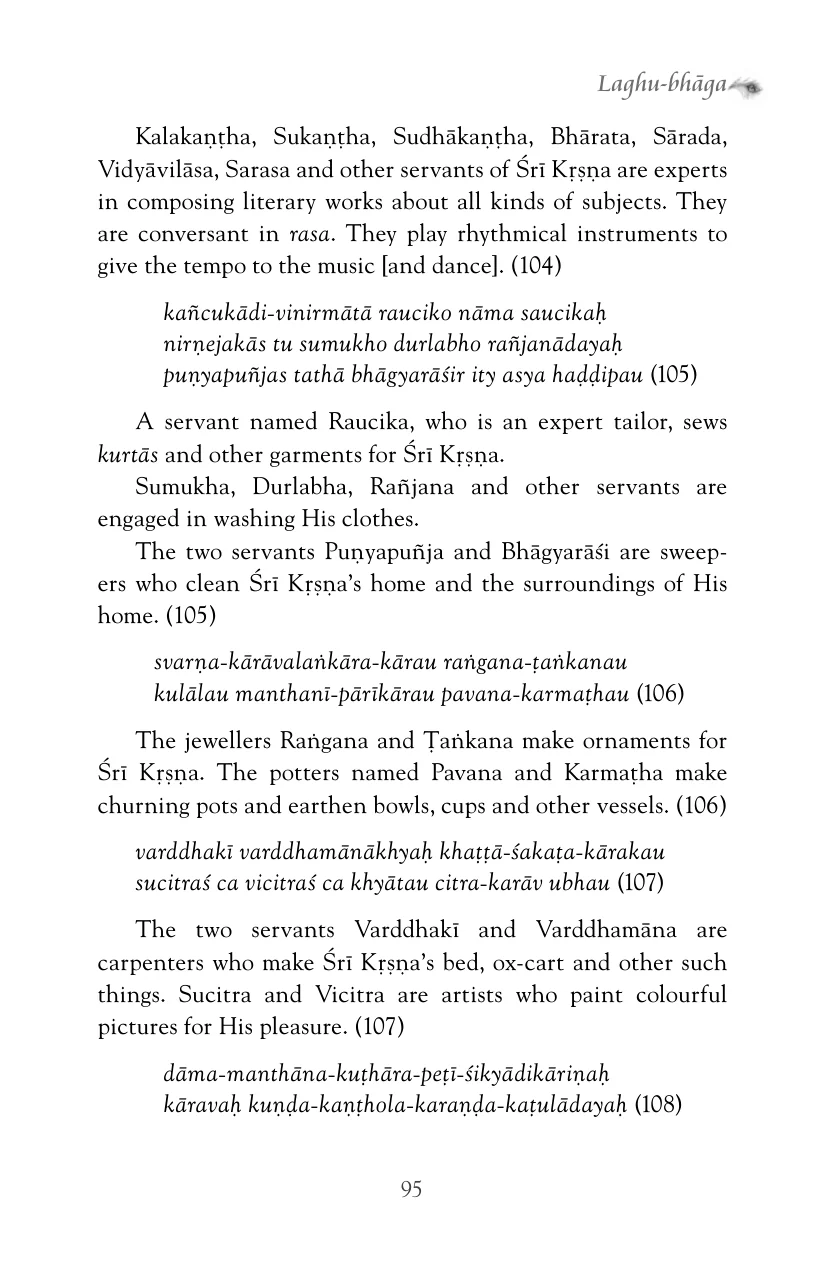 Laghu-bhāga
Kalakaṇṭha, Sukaṇṭha, Sudhākaṇṭha, Bhārata, Sārada,
Vidyāvilāsa, Sarasa and other servants of Śrī Kṛṣṇa are experts
in composing literary works about all kinds of subjects. They
are conversant in rasa. They play rhythmical instruments to
give the tempo to the music [and dance]. (104)
kañcukādi-vinirmātā rauciko nāma saucikaḥ
nirṇejakās tu sumukho durlabho rañjanādayaḥ
puṇyapuñjas tathā bhāgyarāśir ity asya haḍḍipau (105)
A servant named Raucika, who is an expert tailor, sews
kurtās and other garments for Śrī Kṛṣṇa.
Sumukha, Durlabha, Rañjana and other servants are
engaged in washing His clothes.
The two servants Puṇyapuñja and Bhāgyarāśi are sweep-
ers who clean Śrī Kṛṣṇa’s home and the surroundings of His
home. (105)
svarṇa-kārāvalaṅkāra-kārau raṅgana-ṭaṅkanau
kulālau manthanī-pārīkārau pavana-karmaṭhau (106)
The jewellers Raṅgana and Ṭaṅkana make ornaments for
Śrī Kṛṣṇa. The potters named Pavana and Karmaṭha make
churning pots and earthen bowls, cups and other vessels. (106)
varddhakī varddhamānākhyaḥ khaṭṭā-śakaṭa-kārakau
sucitraś ca vicitraś ca khyātau citra-karāv ubhau (107)
The two servants Varddhakī and Varddhamāna are
carpenters who make Śrī Kṛṣṇa’s bed, ox-cart and other such
things. Sucitra and Vicitra are artists who paint colourful
pictures for His pleasure. (107)
dāma-manthāna-kuṭhāra-peṭī-śikyādikāriṇaḥ
kāravaḥ kuṇḍa-kaṇṭhola-karaṇḍa-kaṭulādayaḥ (108)
95